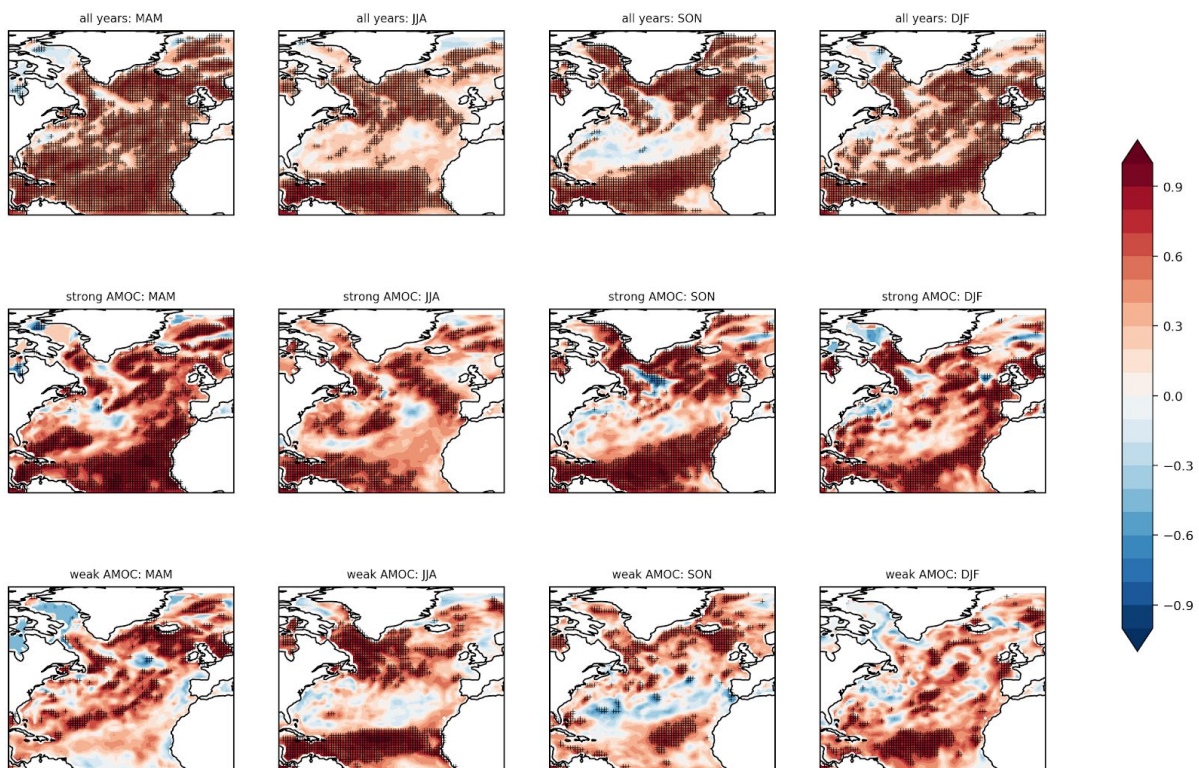 all years: MAM
all years: JJA
all years: SON
all years: DJF
strong AMOC: MAM
strong AMOC: JJA
strong AMOC: SON
strong AMOC: DJF
weak AMOC: MAM
weak AMOC: JJA
weak AMOC: SON
weak AMOC: DJF
0.9
0.6
0.3
0.0
−0.3
−0.6
−0.9